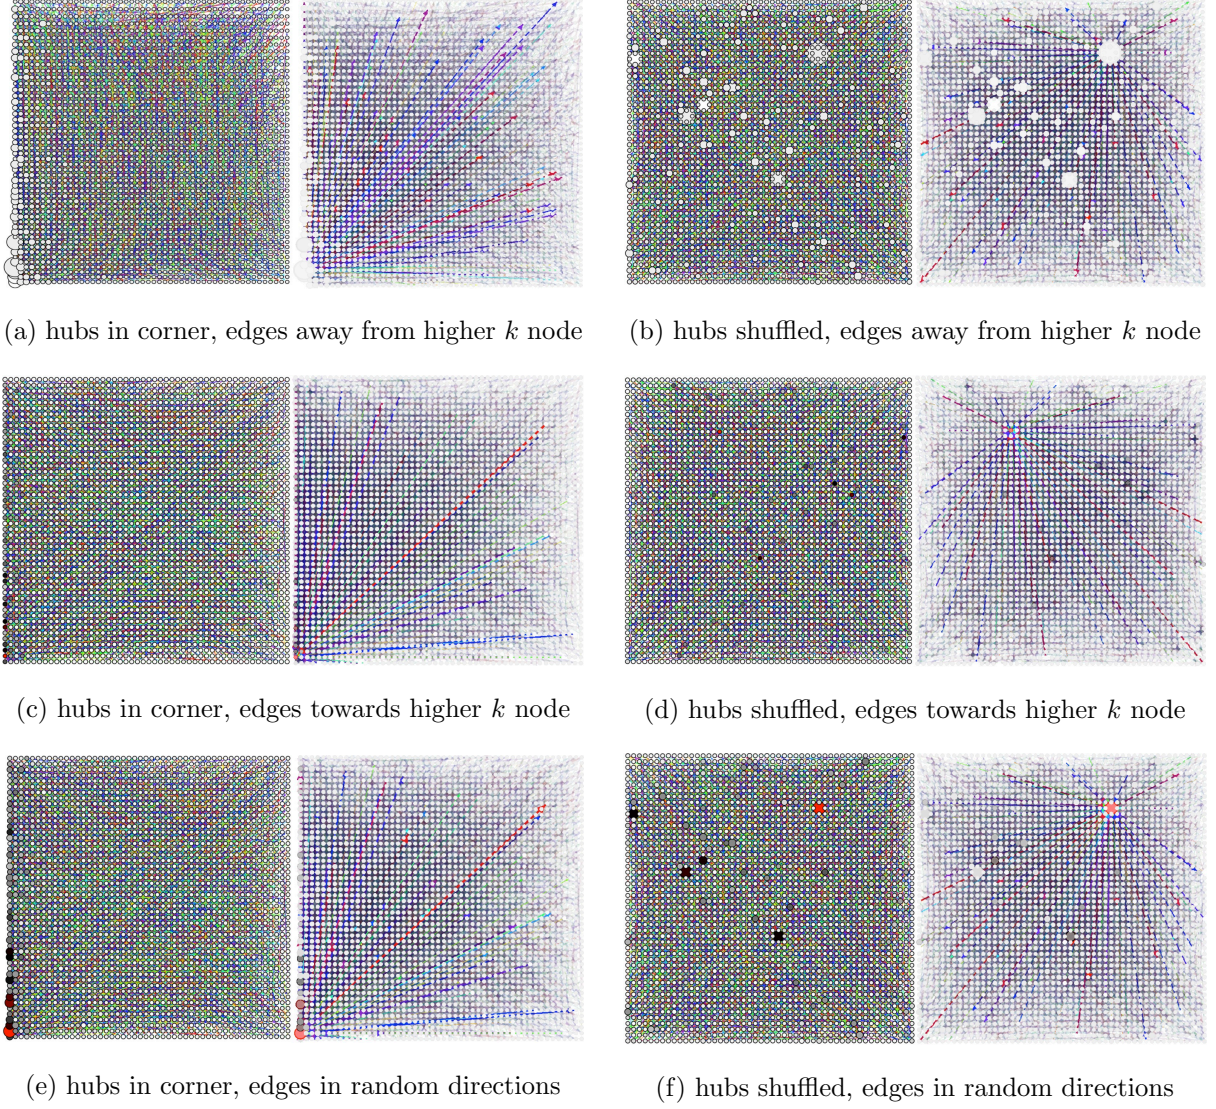 (a) hubs in corner, edges away from higher k node
(b) hubs shuffled, edges away from higher k node
(c) hubs in corner, edges towards higher k node
(d) hubs shuffled, edges towards higher k node
(e) hubs in corner, edges in random directions
(f) hubs shuffled, edges in random directions